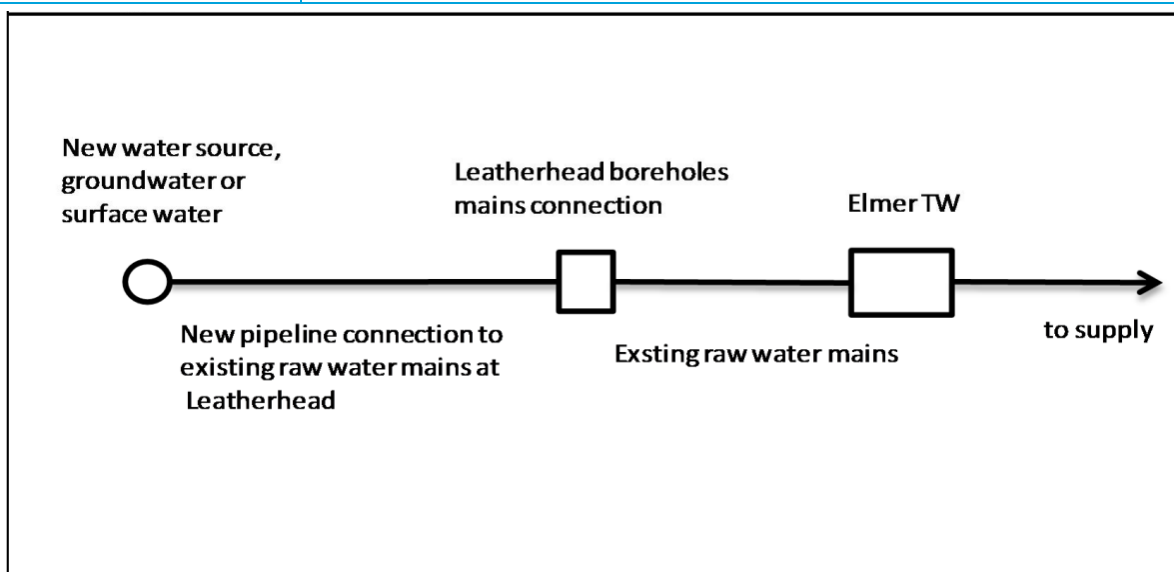 New water source,
groundwater or
surface water
Leatherhead boreholes
mains connection
Elmer TW
New pipeline connection to
existing raw water mains at
Leatherhead
Exsting raw water mains
to supply